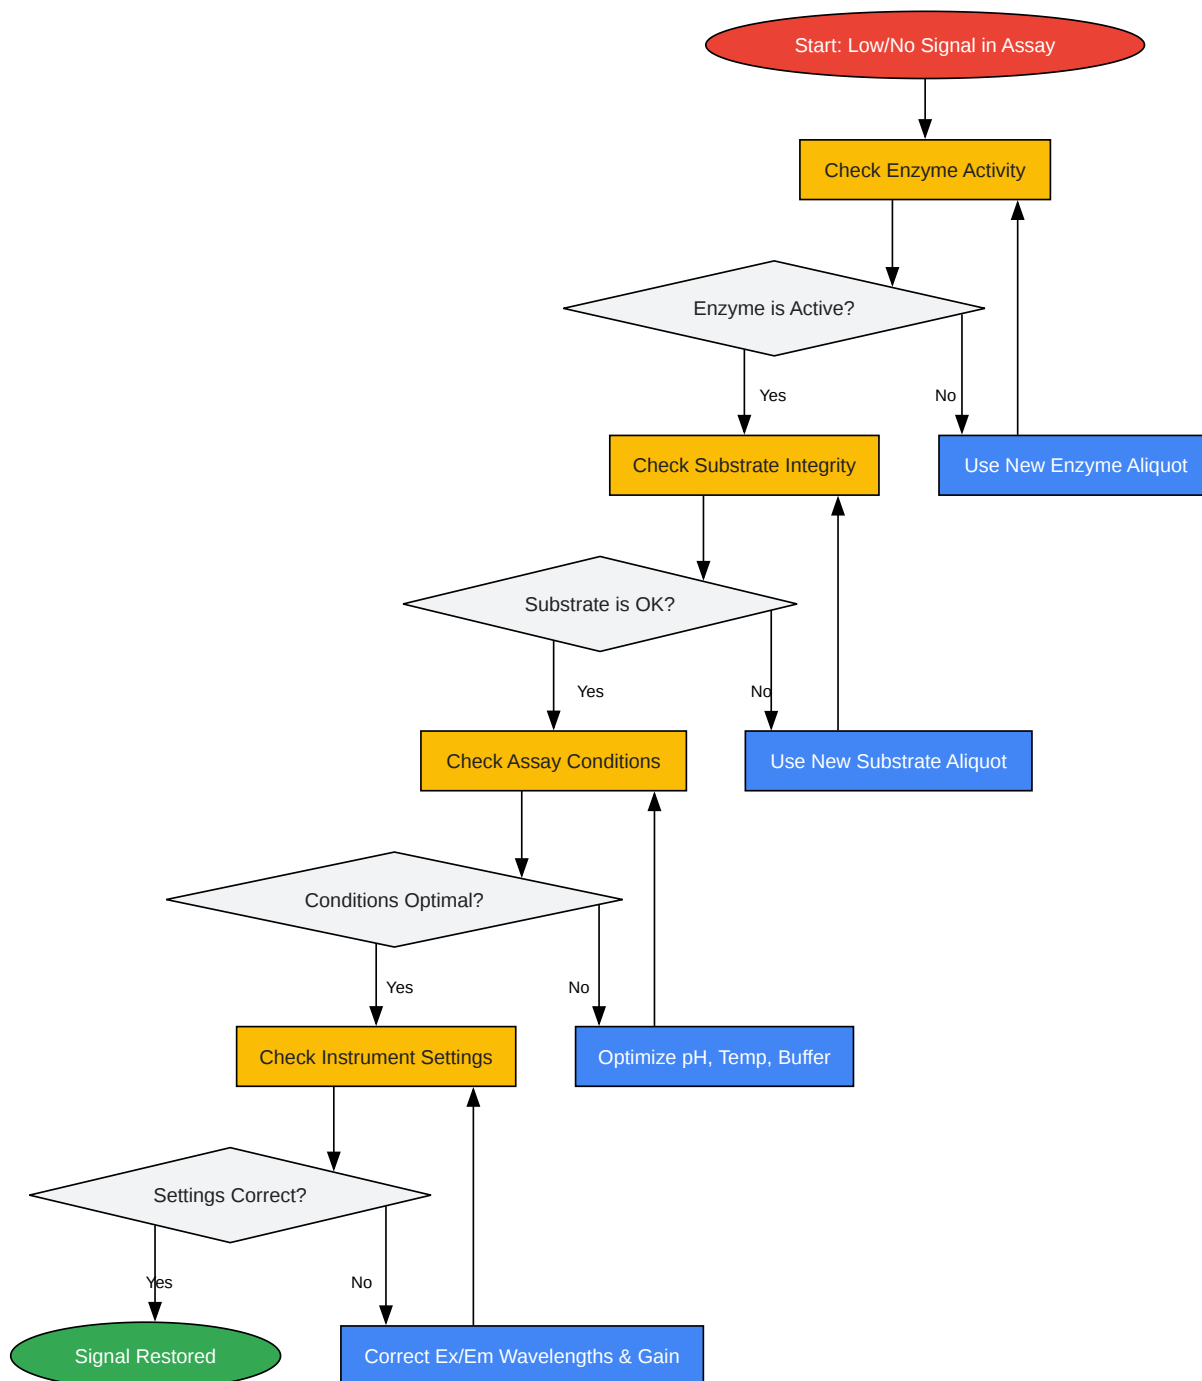 Start: Low/No Signal in Assay
Check Enzyme Activity
Enzyme is Active?
Yes
No
Check Substrate Integrity
Use New Enzyme Aliquot
Substrate is OK?
Yes
No
Check Assay Conditions
Use New Substrate Aliquot
Conditions Optimal?
Yes
No
Check Instrument Settings
Optimize pH, Temp, Buffer
Settings Correct?
Yes
No
Signal Restored
Correct Ex/Em Wavelengths & Gain